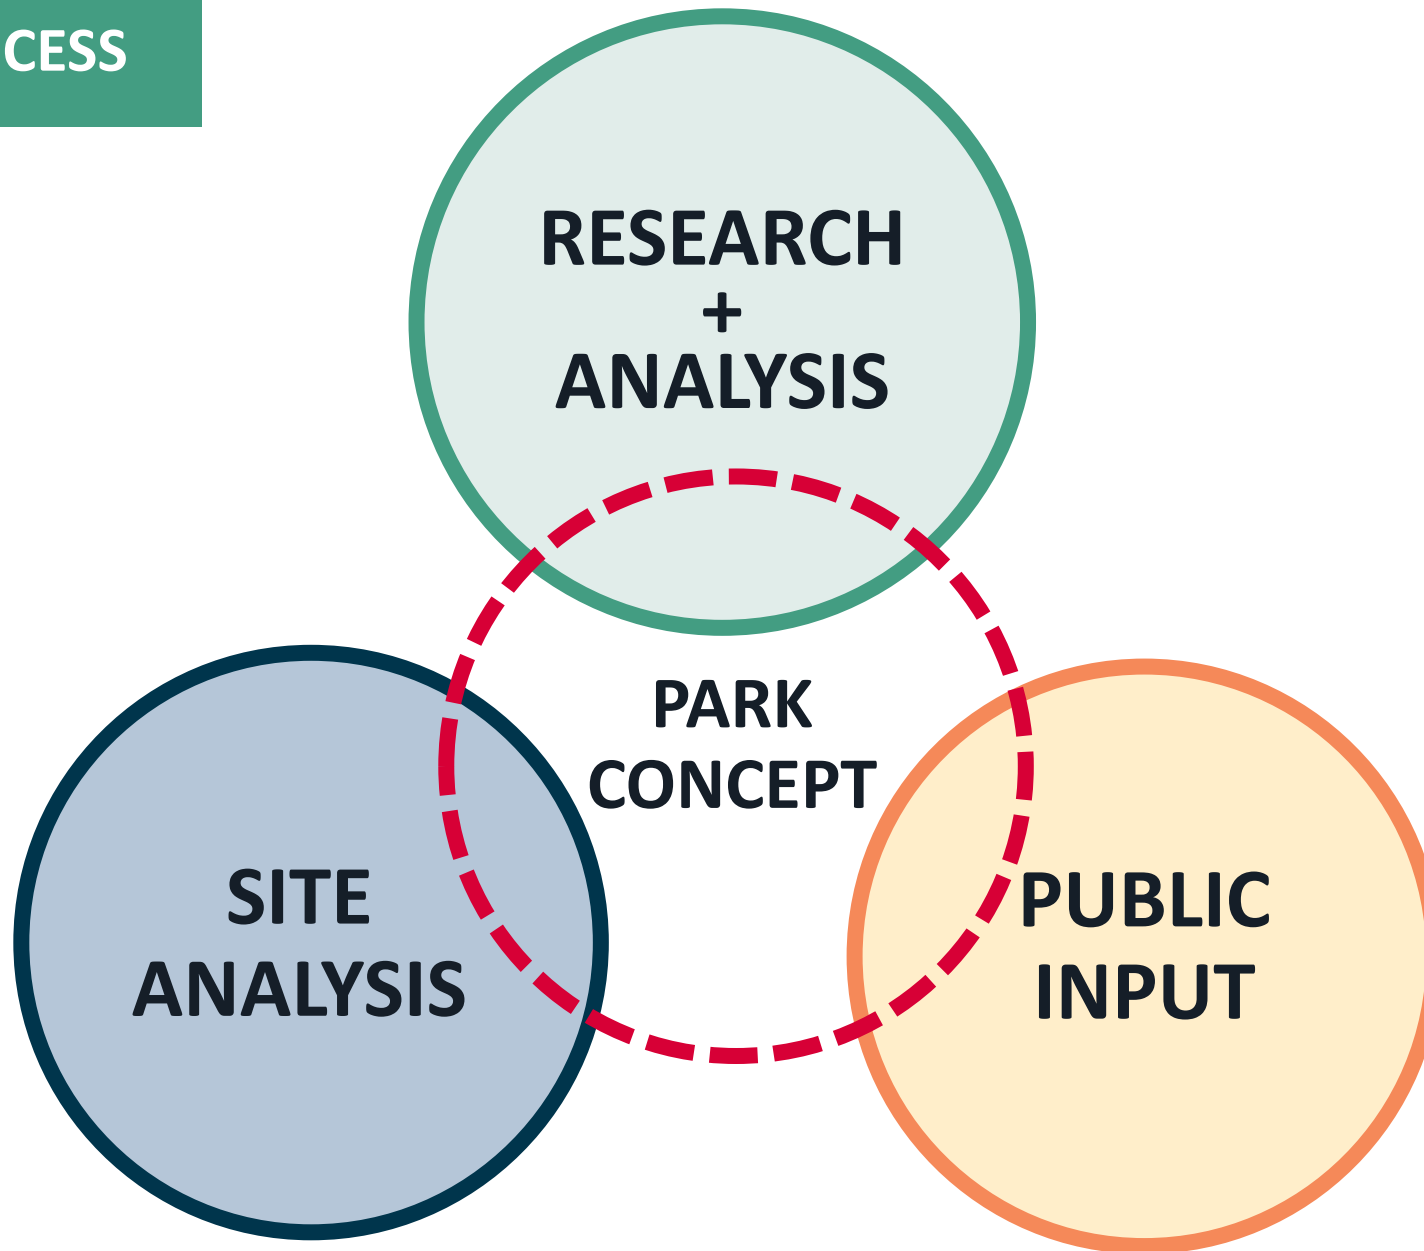 CESS
RESEARCH
+
ANALYSIS
PARK
CONCEPT
SITE
ANALYSIS
PUBLIC
INPUT